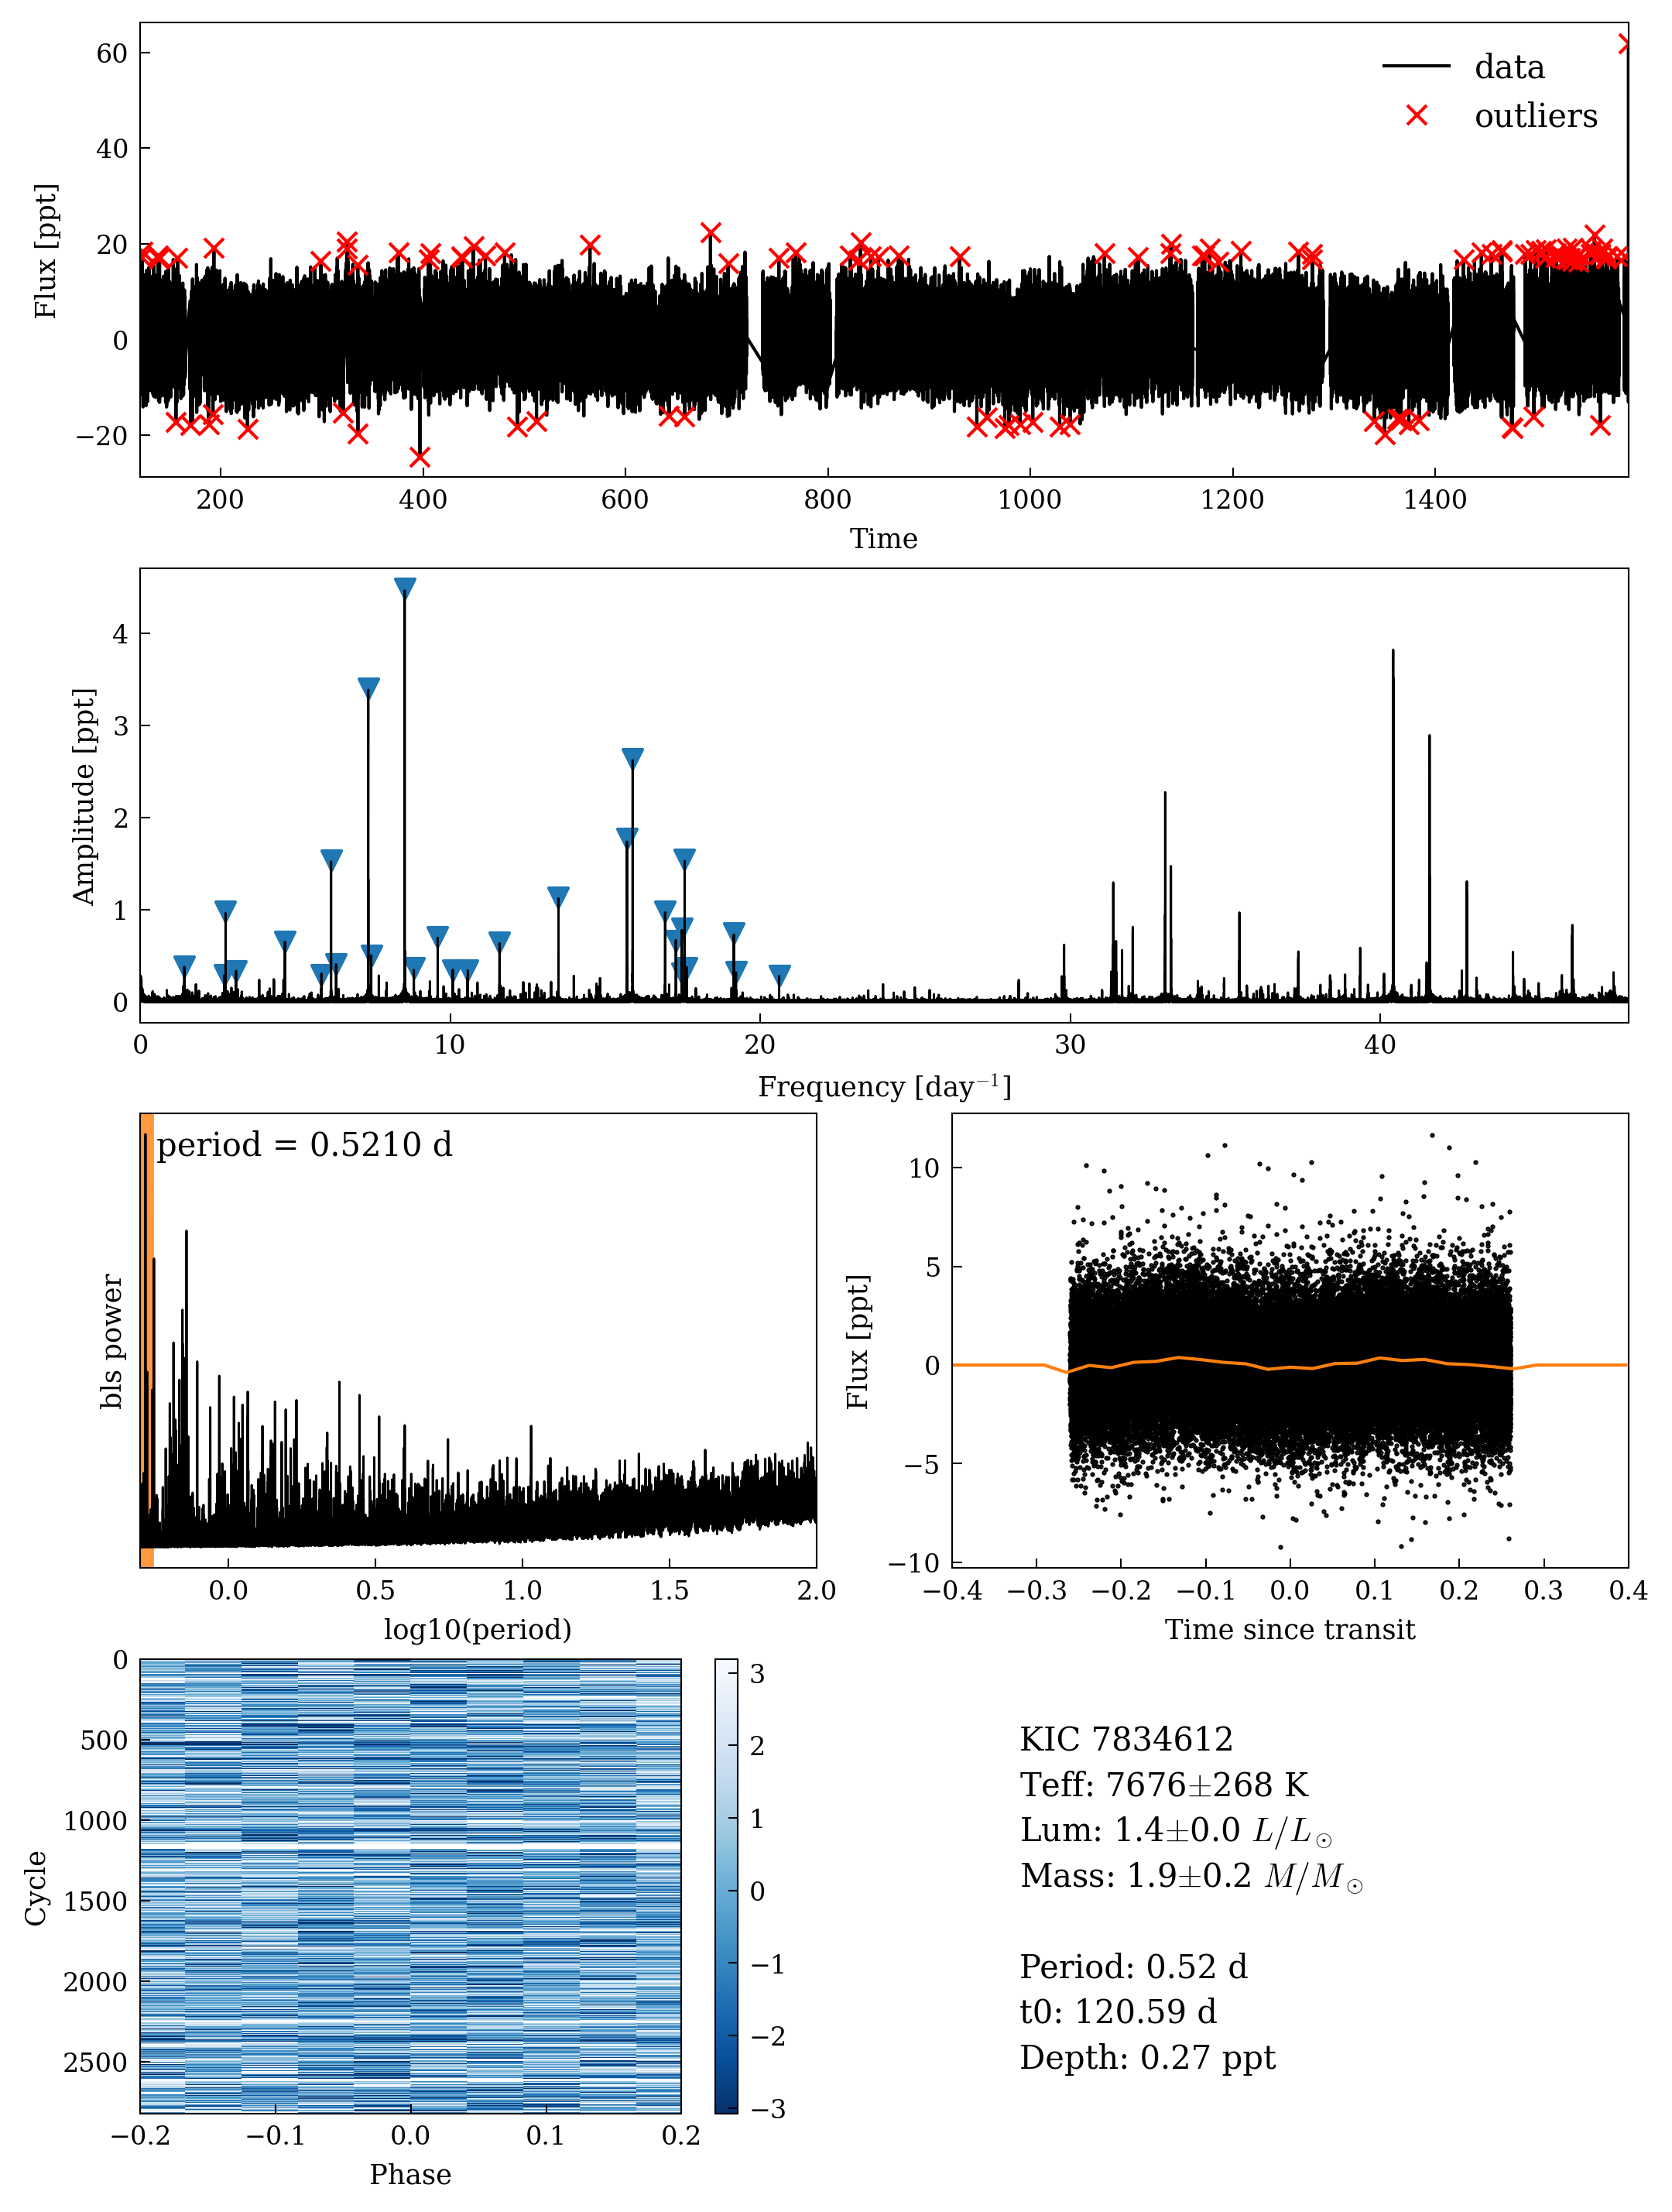 60
40
20
0
−20
Flux [ppt]
data
outliers
200
400
600
800
1000
1200
1400
Time
4
3
2
1
0
Amplitude [ppt]
0
10
20
30
40
Frequency [day⁻¹]
period = 0.5210 d
bls power
0.0
0.5
1.0
1.5
2.0
log10(period)
10
5
0
−5
−10
Flux [ppt]
−0.4
−0.3
−0.2
−0.1
0.0
0.1
0.2
0.3
0.4
Time since transit
0
500
1000
1500
2000
2500
Cycle
−0.2
−0.1
0.0
0.1
0.2
Phase
3
2
1
0
−1
−2
−3
KIC 7834612
Teff: 7676±268 K
Lum: 1.4±0.0 L/L⊙
Mass: 1.9±0.2 M/M⊙
Period: 0.52 d
t0: 120.59 d
Depth: 0.27 ppt